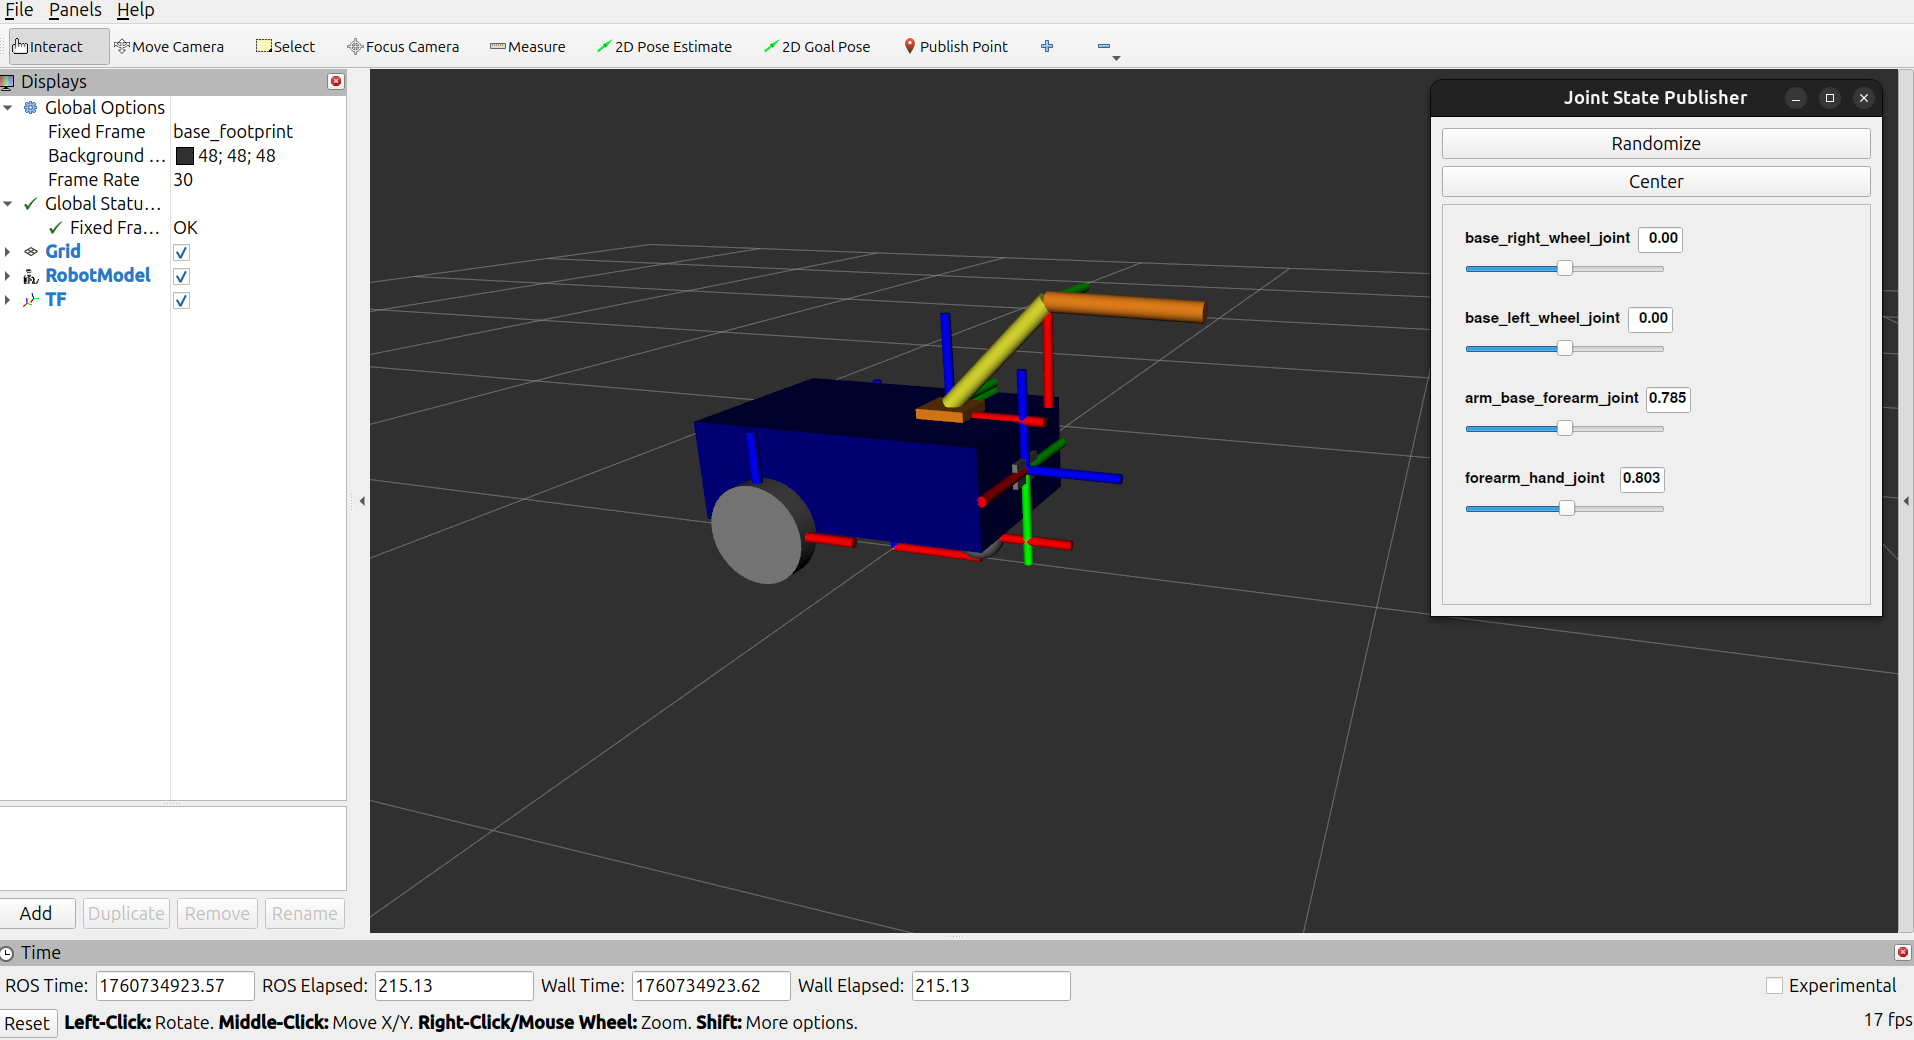 File Panels Help
Interact Move Camera Select Focus Camera Measure 2D Pose Estimate 2D Goal Pose Publish Point
Displays
Global Options
Fixed Frame base_footprint
Background ... 48; 48; 48
Frame Rate 30
Global Statu...
Fixed Fra... OK
Grid
RobotModel
TF
Add Duplicate Remove Rename
Joint State Publisher
Randomize
Center
base_right_wheel_joint 0.00
base_left_wheel_joint 0.00
arm_base_forearm_joint 0.785
forearm_hand_joint 0.803
Time
ROS Time: 1760734923.57 ROS Elapsed: 215.13 Wall Time: 1760734923.62 Wall Elapsed: 215.13 Experimental
Reset Left-Click: Rotate. Middle-Click: Move X/Y. Right-Click/Mouse Wheel: Zoom. Shift: More options. 17 fps